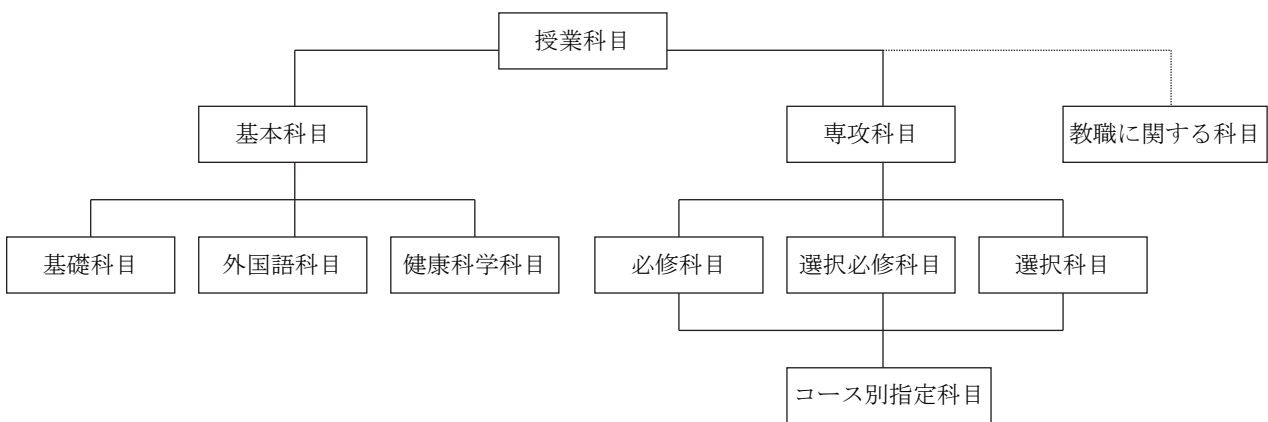 授業科目
基本科目
専攻科目
教職に関する科目
基礎科目
外国語科目
健康科学科目
必修科目
選択必修科目
選択科目
コース別指定科目